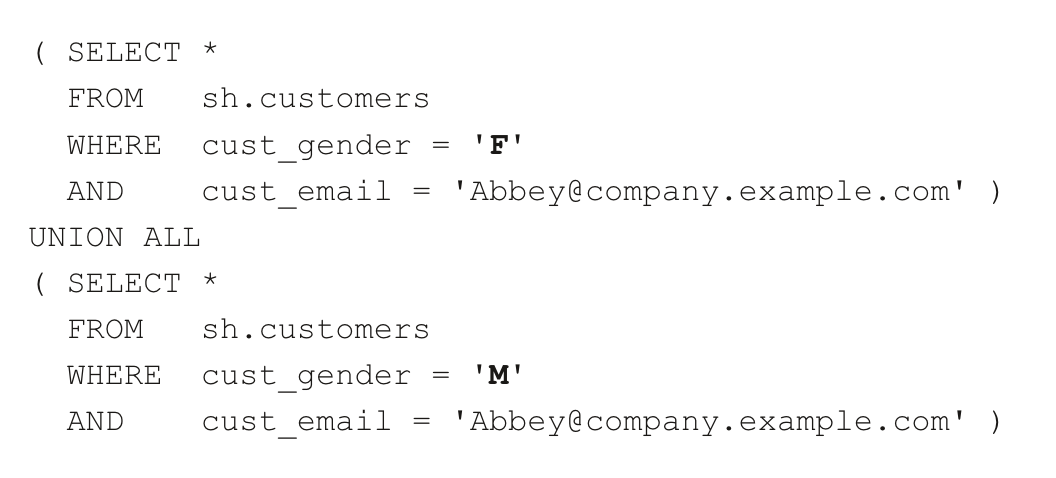 ( SELECT *
  FROM   sh.customers
  WHERE  cust_gender = 'F'
  AND    cust_email = 'Abbey@company.example.com' )
UNION ALL
( SELECT *
  FROM   sh.customers
  WHERE  cust_gender = 'M'
  AND    cust_email = 'Abbey@company.example.com' )